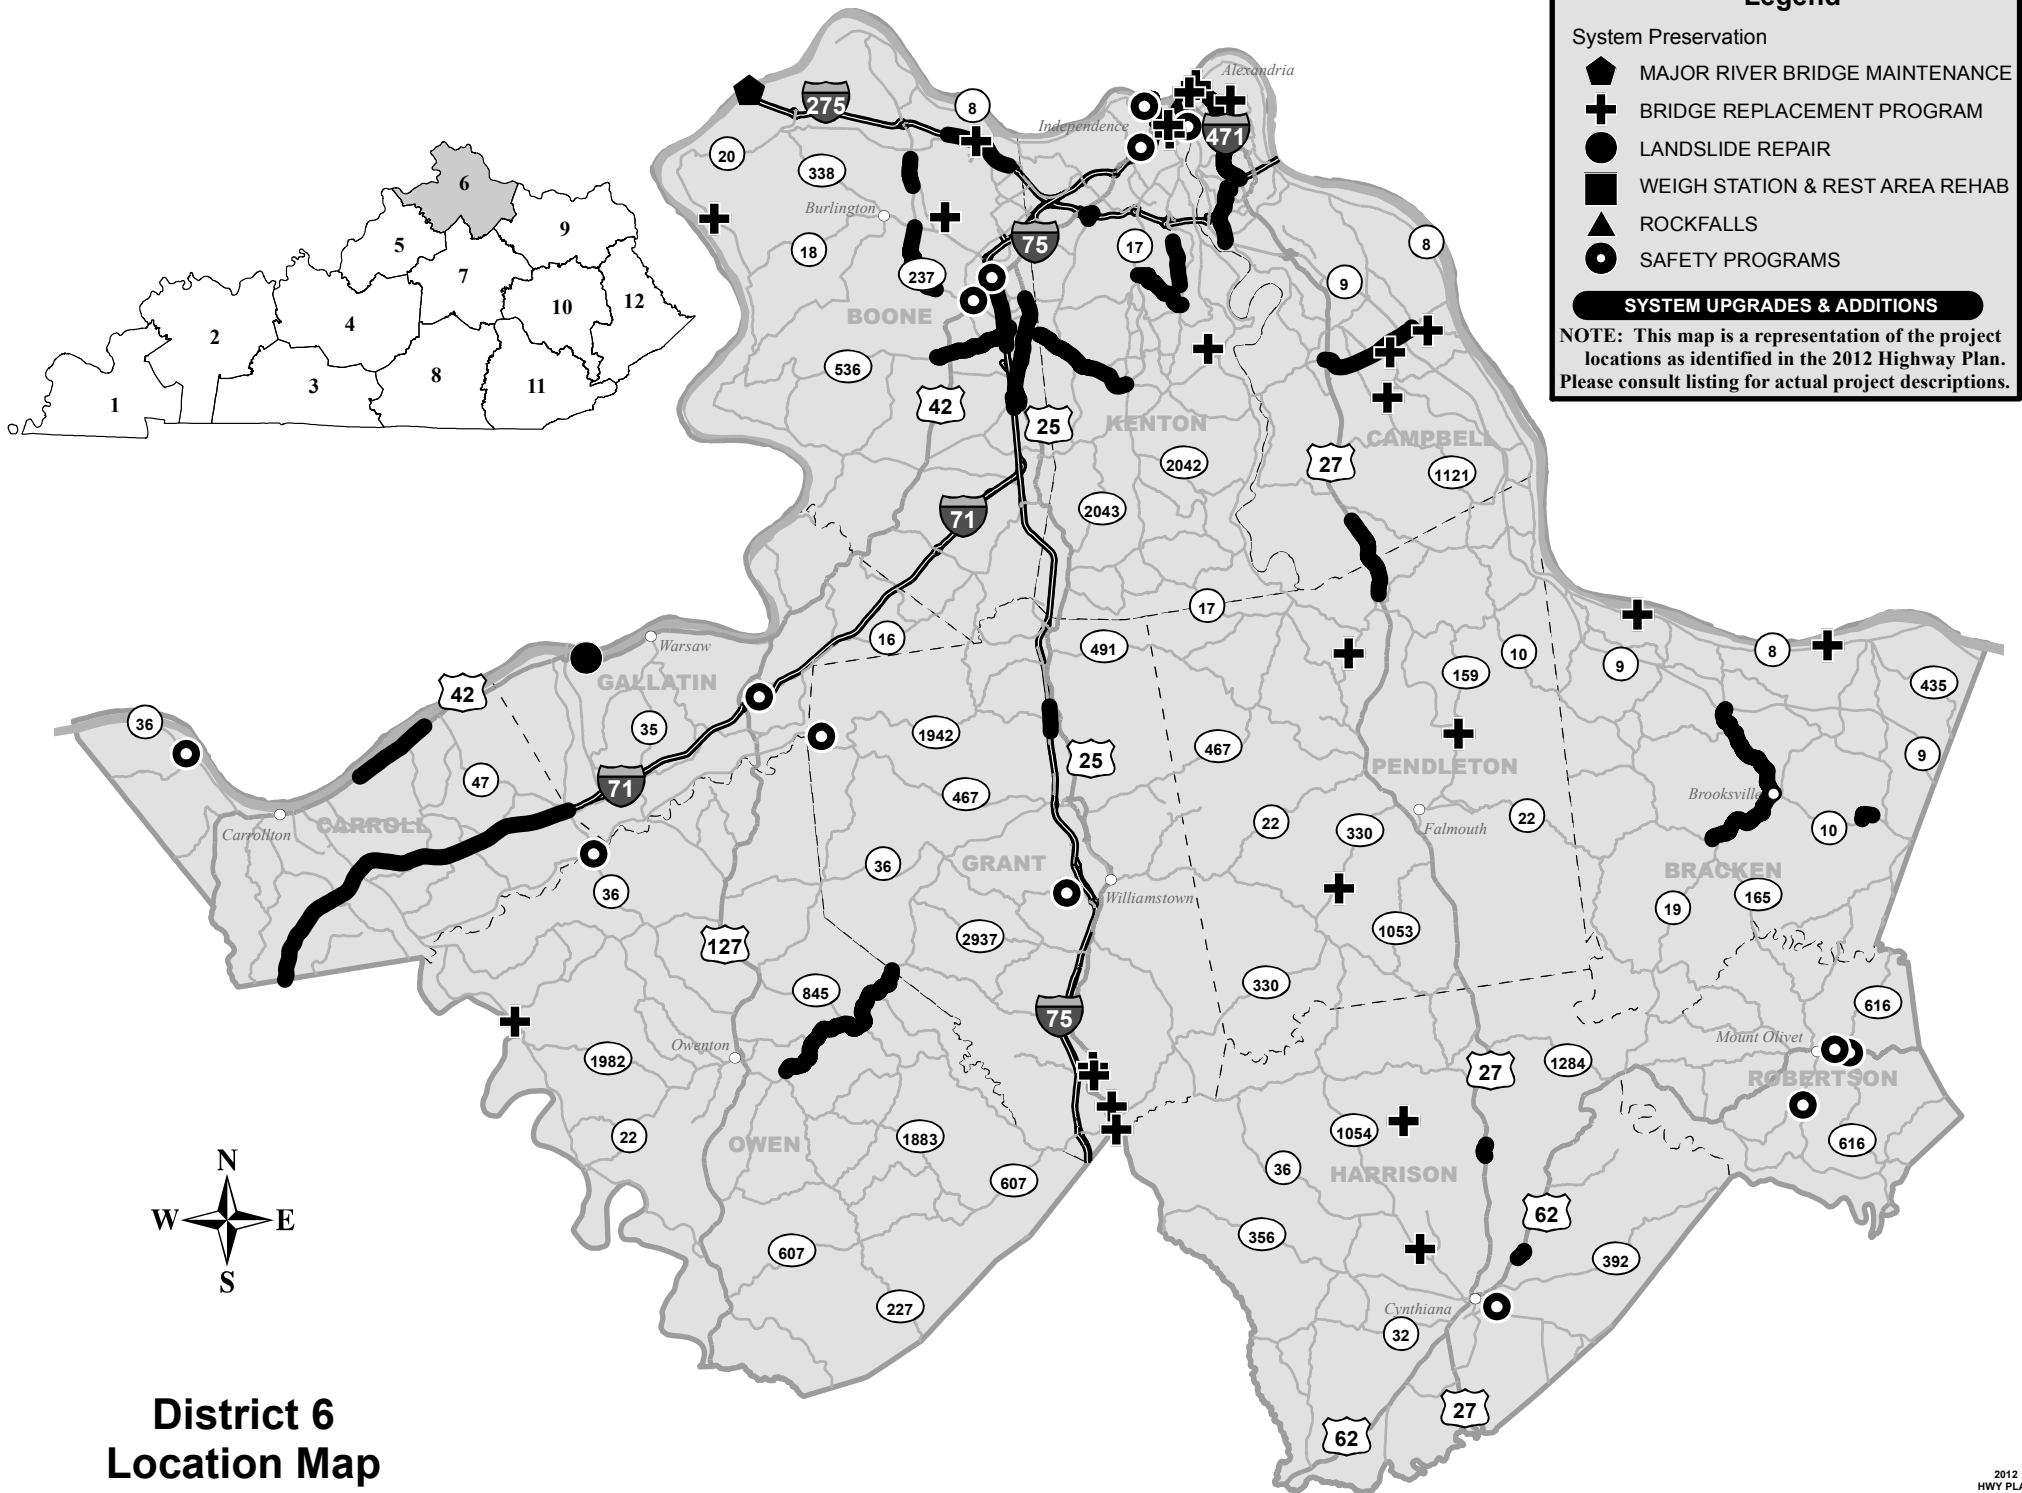 Legend
System Preservation
MAJOR RIVER BRIDGE MAINTENANCE
BRIDGE REPLACEMENT PROGRAM
LANDSLIDE REPAIR
WEIGH STATION & REST AREA REHAB
ROCKFALLS
SAFETY PROGRAMS
SYSTEM UPGRADES & ADDITIONS
NOTE: This map is a representation of the project
locations as identified in the 2012 Highway Plan.
Please consult listing for actual project descriptions.
1
2
3
4
5
6
7
8
9
10
11
12
Alexandria
275
8
Independence
471
20
338
Burlington
18
237
75
17
8
9
BOONE
536
42
25
KENTON
27
CAMPBELL
2042
1121
71
2043
17
16
491
Warsaw
GALLATIN
42
36
35
10
9
8
159
435
1942
25
467
PENDLETON
9
47
71
467
Brooksville
Carrollton
CARROLL
22
330
Falmouth
22
10
36
GRANT
BRACKEN
36
Williamstown
19
165
127
2937
1053
845
330
75
616
Owenton
1982
27
1284
Mount Olivet
ROBERTSON
22
OWEN
1883
1054
616
36
HARRISON
607
62
356
607
392
227
Cynthiana
32
27
62
N
W
E
S
District 6
Location Map
2012